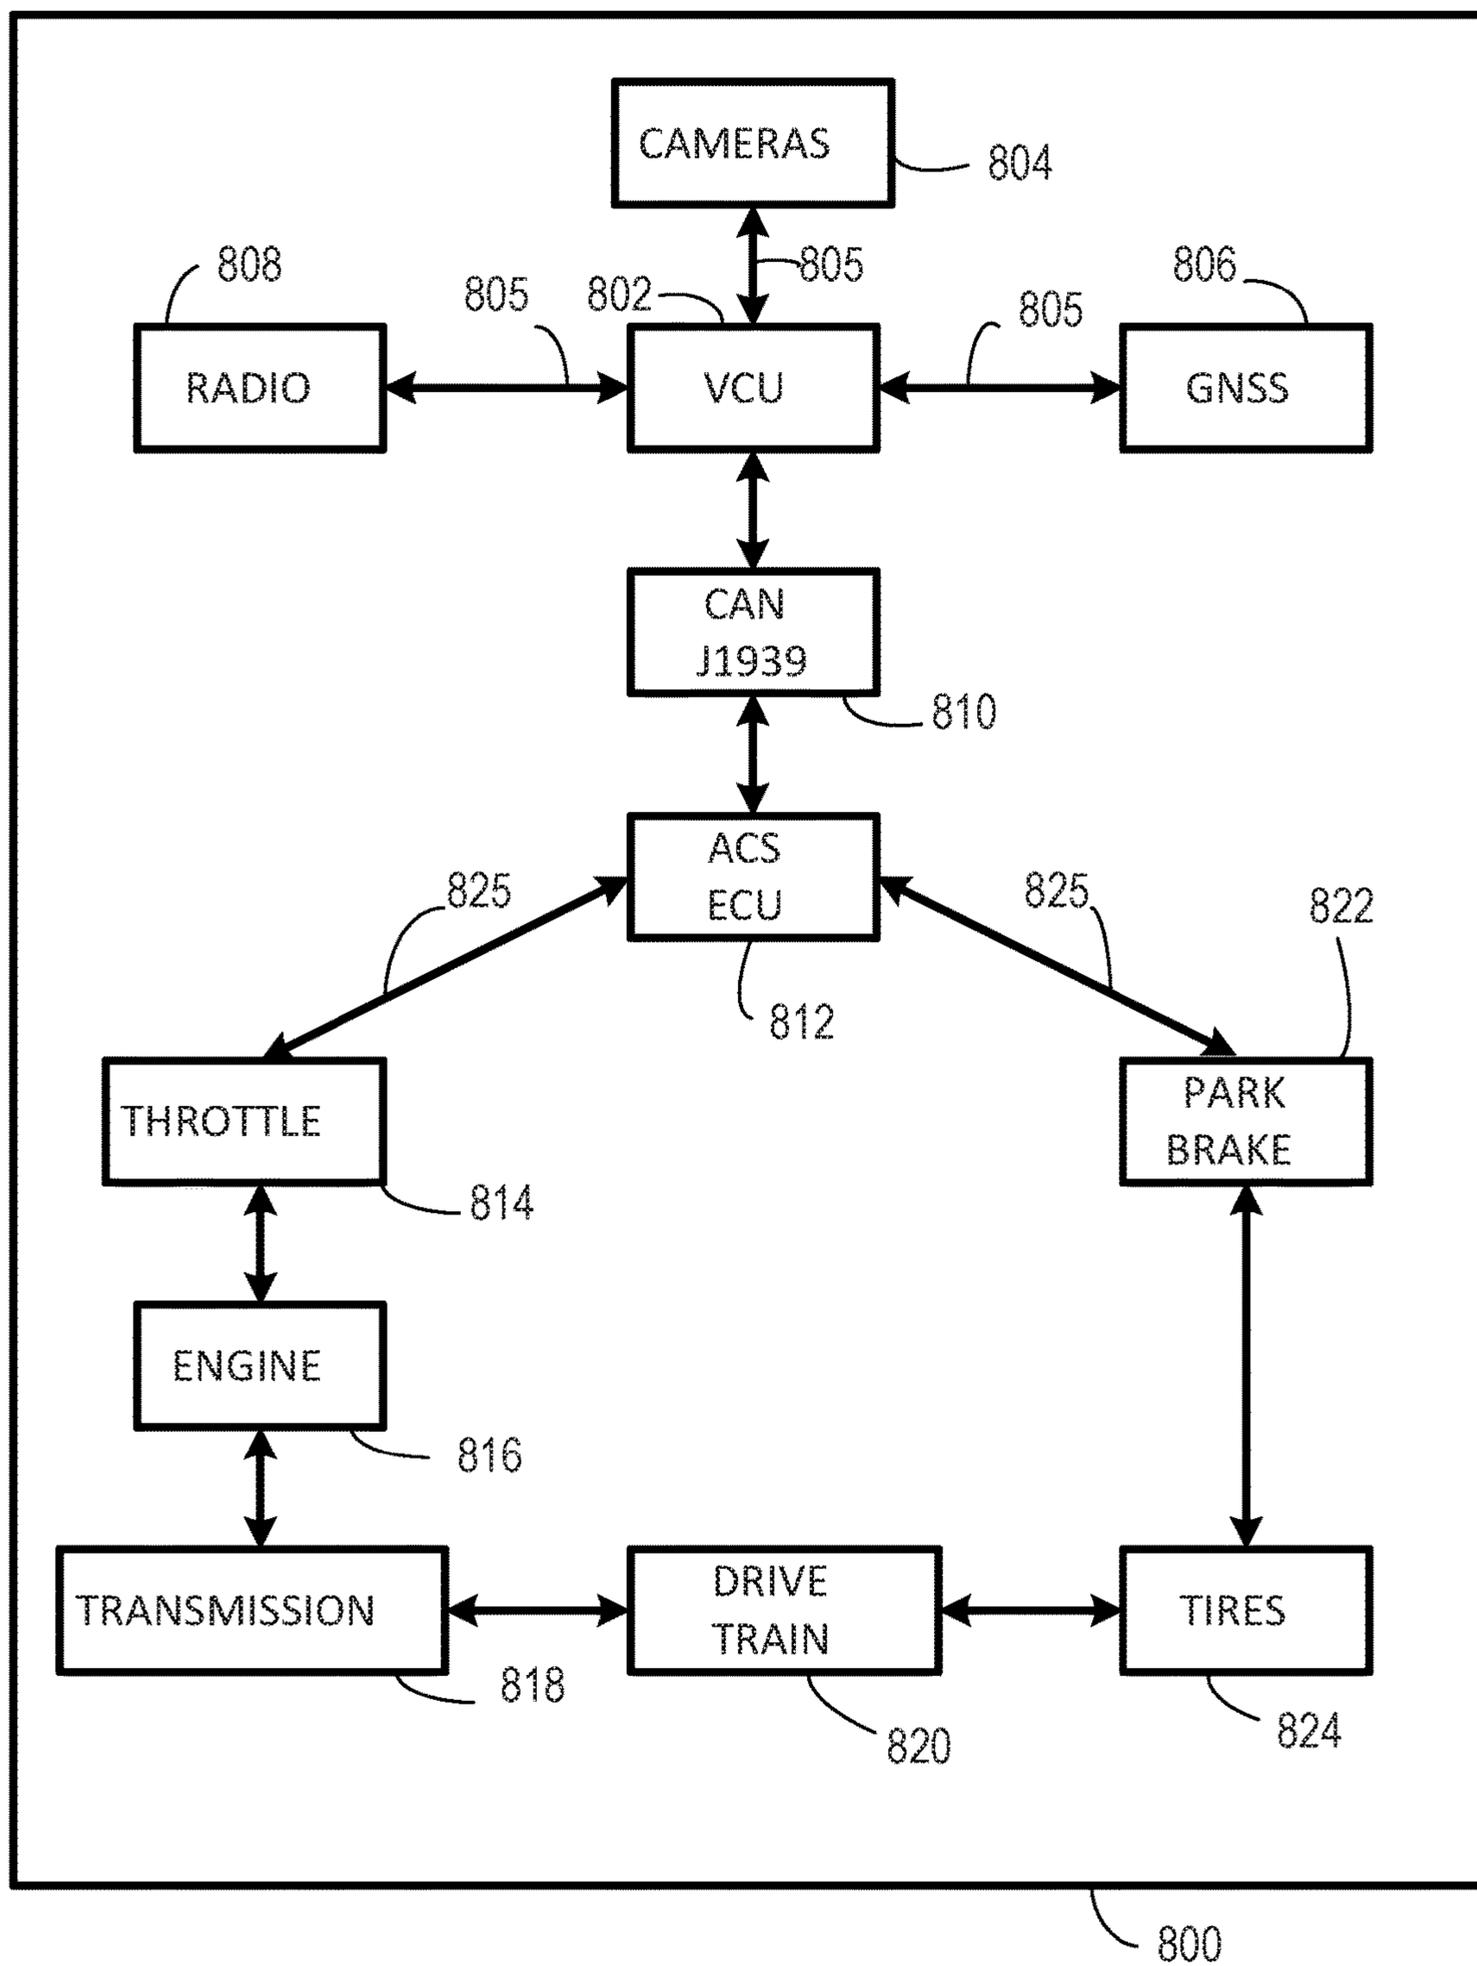 CAMERAS
804
808
805
802
805
805
806
RADIO
VCU
GNSS
CAN
J1939
810
ACS
ECU
825
825
822
812
THROTTLE
PARK
BRAKE
814
ENGINE
816
TRANSMISSION
DRIVE
TRAIN
TIRES
818
820
824
800